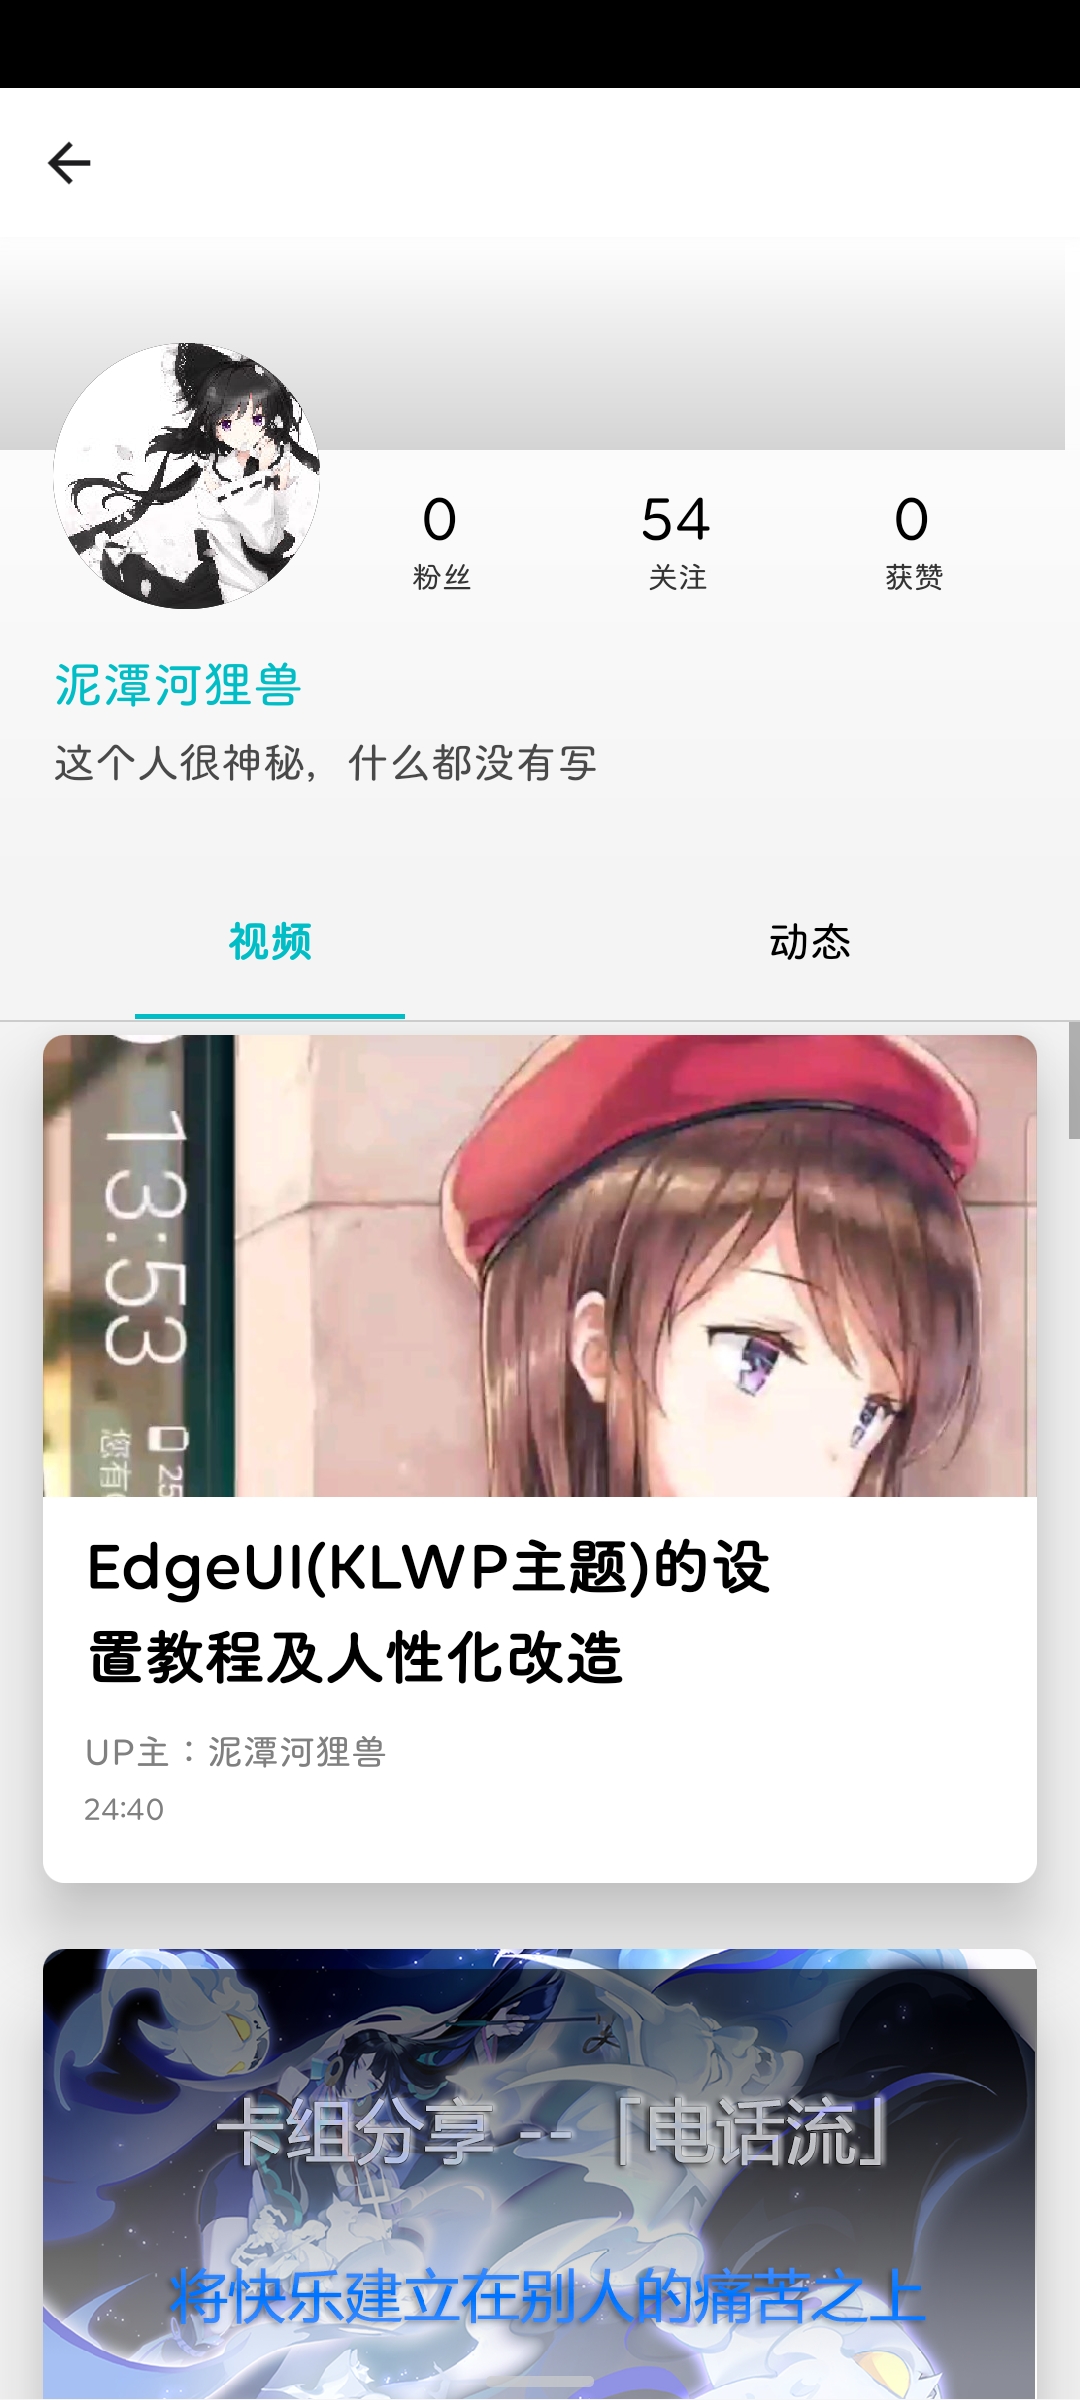 0
54
0
粉丝
关注
获赞
泥潭河狸兽
这个人很神秘，什么都没有写
视频
动态
13:53
25
您有
EdgeUI(KLWP主题)的设
置教程及人性化改造
UP主：泥潭河狸兽
24:40
卡组分享 --「电话流」
将快乐建立在别人的痛苦之上